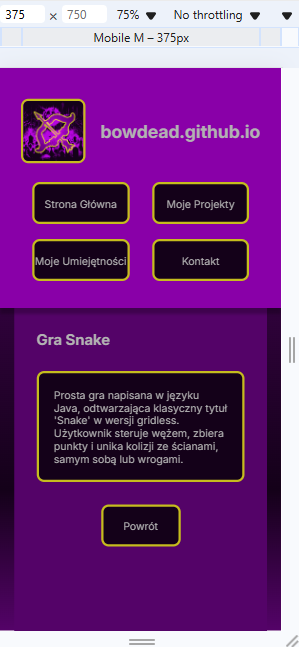 375 × 750 75% No throttling
Mobile M – 375px
bowdead.github.io
Strona Główna Moje Projekty
Moje Umiejętności Kontakt
Gra Snake
Prosta gra napisana w języku
Java, odtwarzająca klasyczny tytuł
'Snake' w wersji gridless.
Użytkownik steruje wężem, zbiera
punkty i unika kolizji ze ścianami,
samym sobą lub wrogami.
Powrót